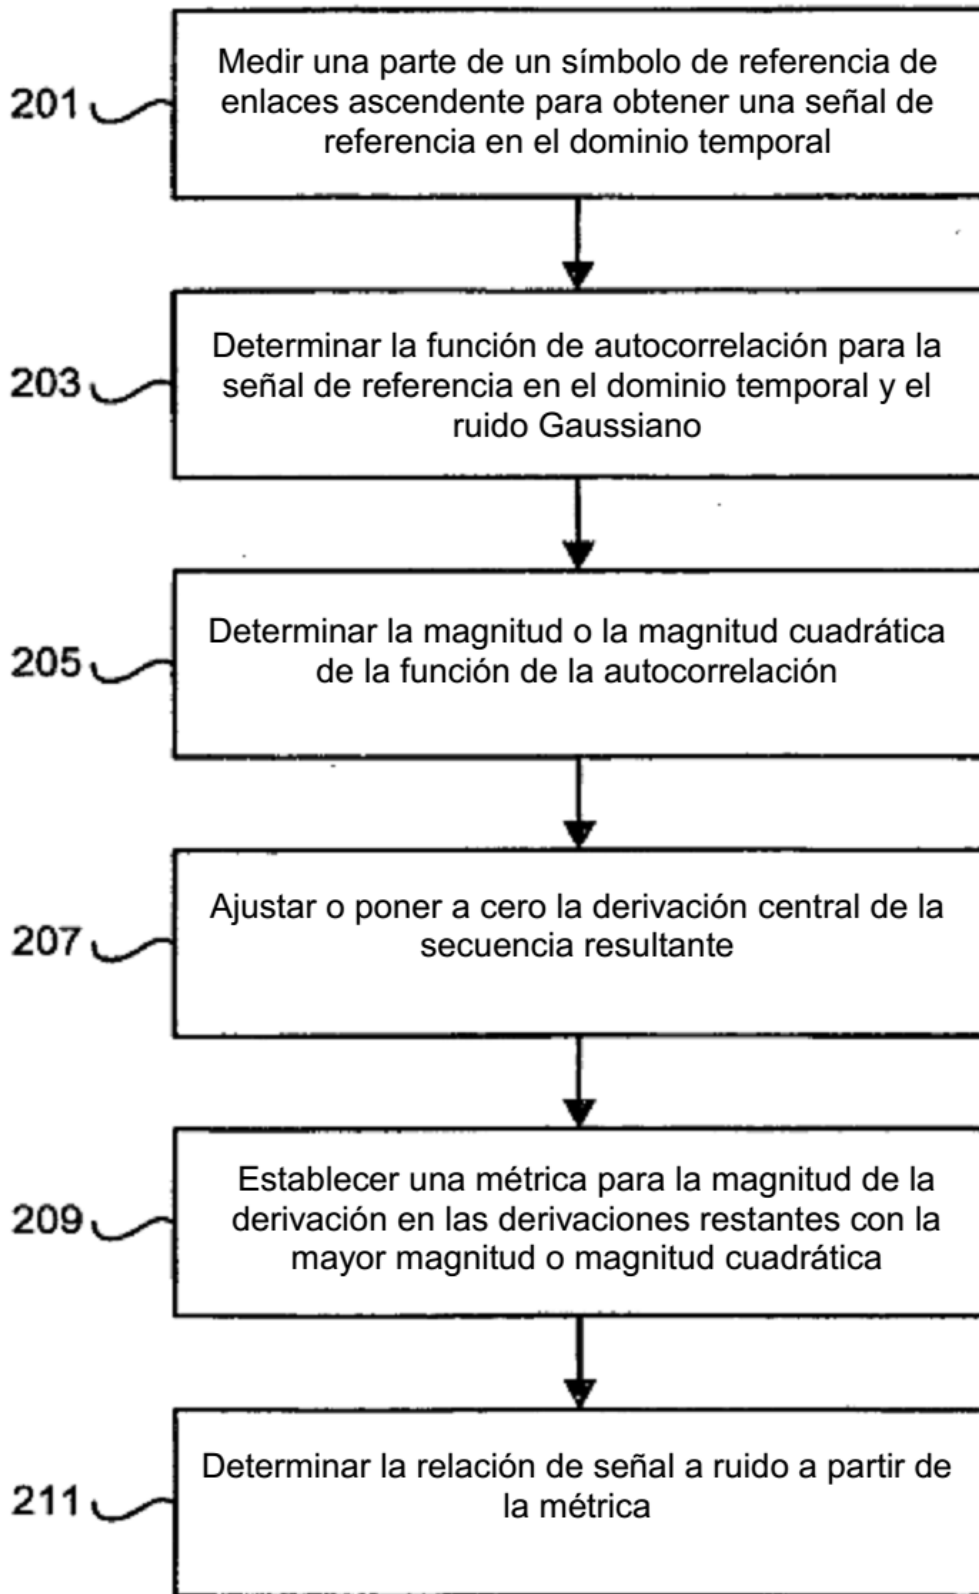 201
Medir una parte de un símbolo de referencia de
enlaces ascendente para obtener una señal de
referencia en el dominio temporal
203
Determinar la función de autocorrelación para la
señal de referencia en el dominio temporal y el
ruido Gaussiano
205
Determinar la magnitud o la magnitud cuadrática
de la función de la autocorrelación
207
Ajustar o poner a cero la derivación central de la
secuencia resultante
209
Establecer una métrica para la magnitud de la
derivación en las derivaciones restantes con la
mayor magnitud o magnitud cuadrática
211
Determinar la relación de señal a ruido a partir de
la métrica